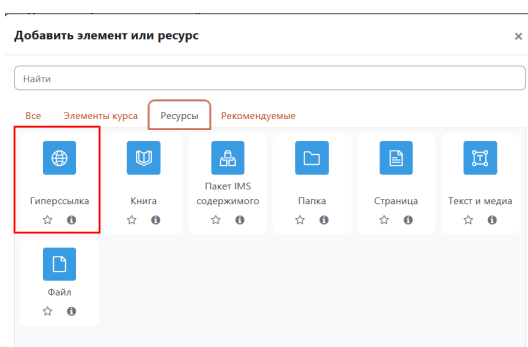 Добавить элемент или ресурс
Найти
Все Элементы курса Ресурсы Рекомендуемые
Гиперссылка Книга Пакет IMS содержимого Папка Страница Текст и медиа
Файл